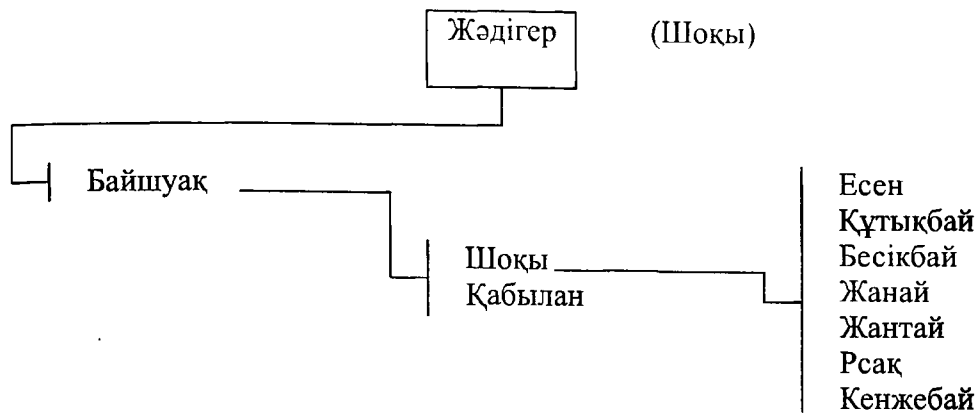 Жәдігер (Шоқы)
Байшуақ
Шоқы
Қабылан
Есен
Құтықбай
Бесікбай
Жанай
Жантай
Рсақ
Кенжебай